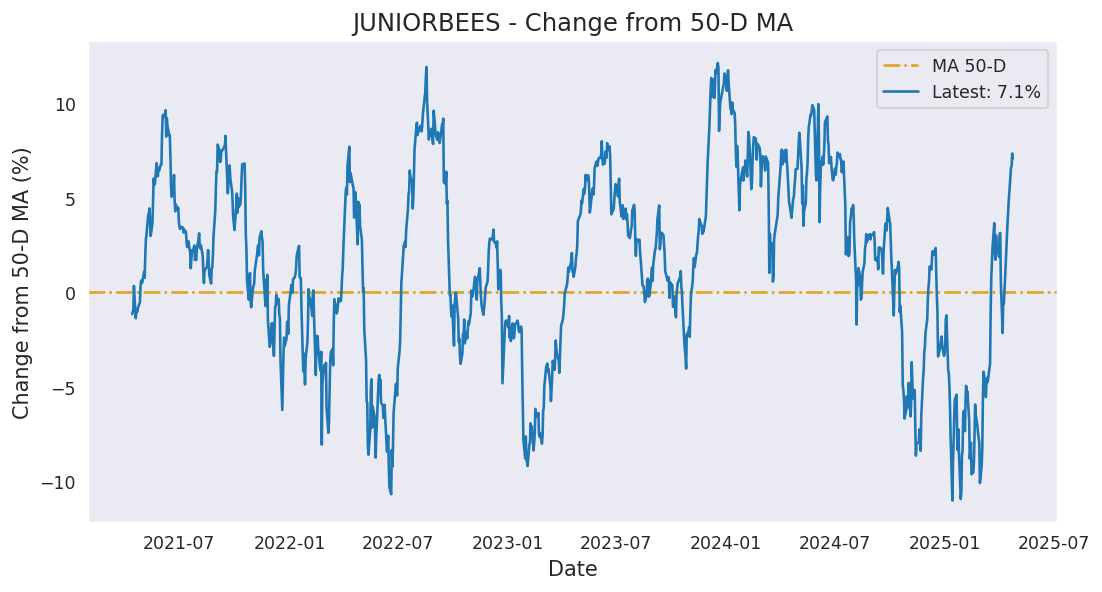 JUNIORBEES - Change from 50-D MA
MA 50-D
Latest: 7.1%
Change from 50-D MA (%)
10
5
0
−5
−10
2021-07
2022-01
2022-07
2023-01
2023-07
2024-01
2024-07
2025-01
2025-07
Date